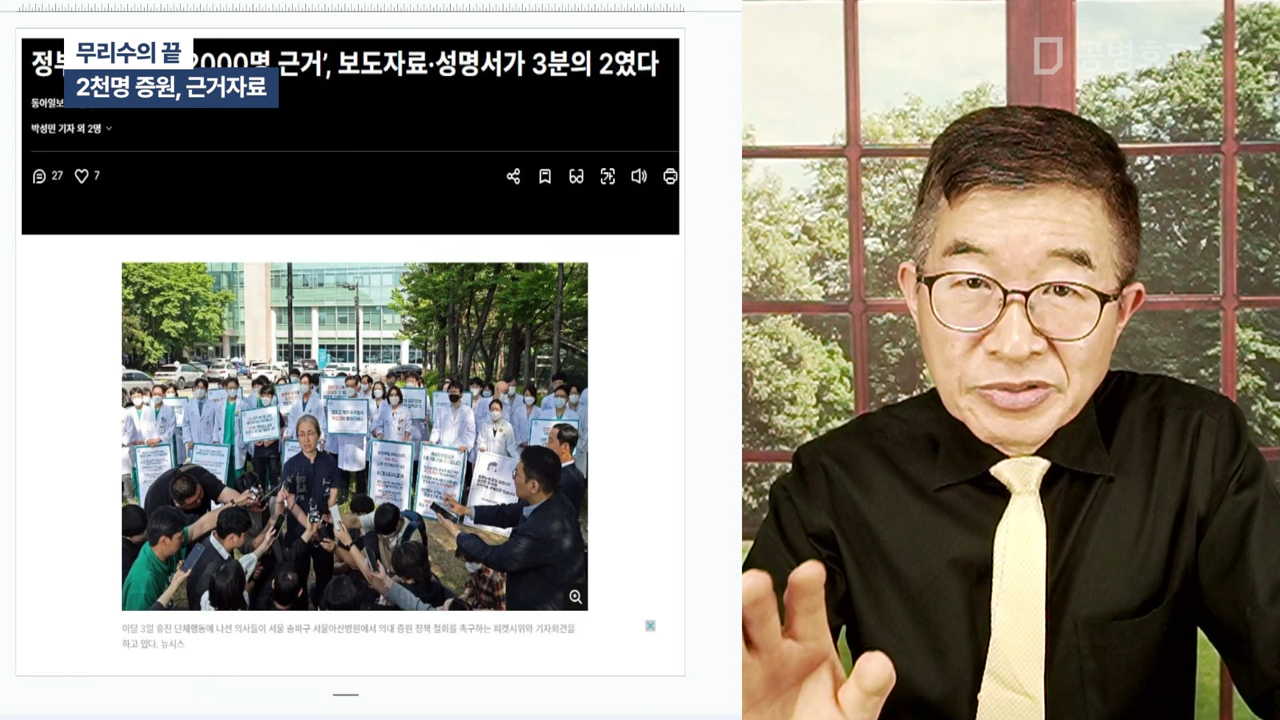 무리수의 끝
2천명 증원, 근거자료
2000명 근거’, 보도자료·성명서가 3분의 2였다
동아일보
박성민 기자 외 2명
27 7
이달 3일 휴진 단체행동에 나선 의사들이 서울 송파구 서울아산병원에서 의대 증원 정책 철회를 촉구하는 피켓시위와 기자회견을
하고 있다. 뉴시스